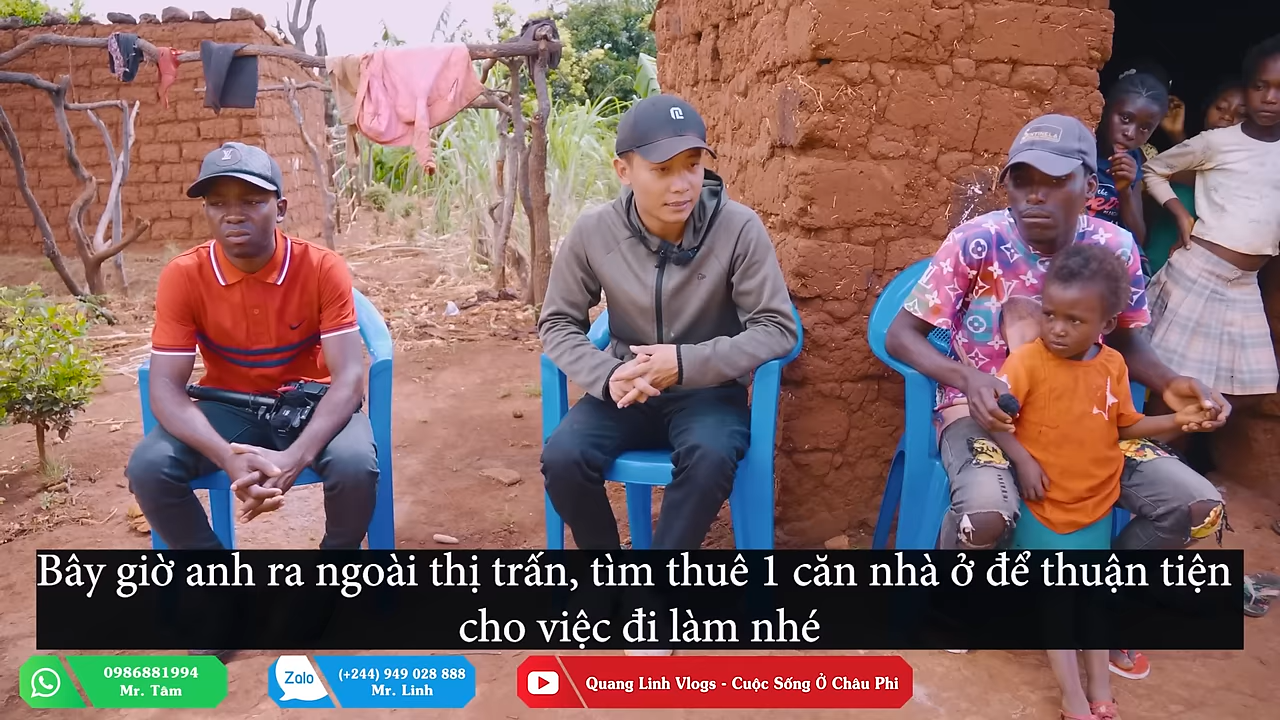 Bây giờ anh ra ngoài thị trấn, tìm thuê 1 căn nhà ở để thuận tiện
cho việc đi làm nhé
0986881994
Mr. Tâm
Zalo
(+244) 949 028 888
Mr. Linh
Quang Linh Vlogs - Cuộc Sống Ở Châu Phi